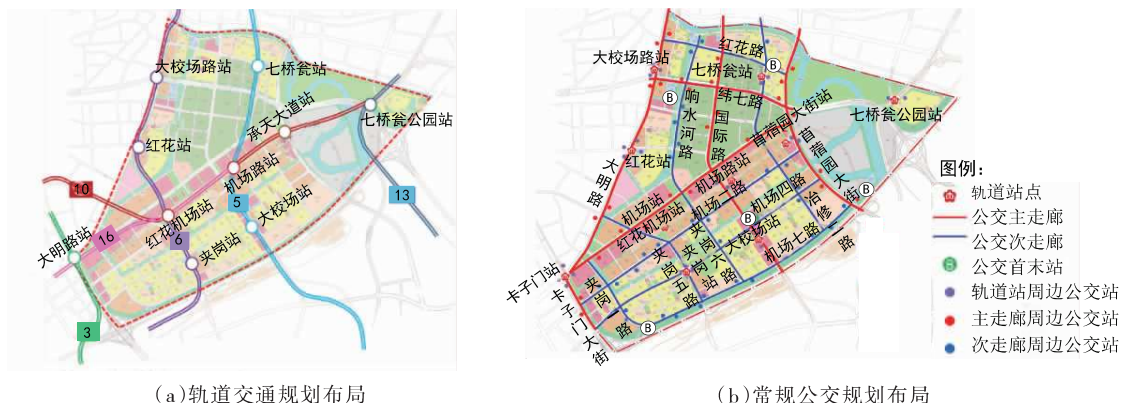 大校场路站
七桥瓮站
承天大道站
七桥瓮公园站
红花站
机场路站
10
5
大校场站
13
红花机场站
16
6
大明路站
夹岗站
3
(a)轨道交通规划布局
红花路
大校场路站
七桥瓮站
B
B
纬七路
响水河路
国际路
苜蓿园大街站
七桥瓮公园站
红花站
大明路
苜蓿园大街
机场路站
机场二路
机场四路
B
机场站
红花机场站
B
冶修
大校场站
机场七路
路
夹岗
夹岗站
夹岗六路
五路
卡子门站
卡子门大街
夹岗
路
B
图例:
轨道站点
公交主走廊
公交次走廊
B
公交首末站
轨道站周边公交站
主走廊周边公交站
次走廊周边公交站
(b)常规公交规划布局